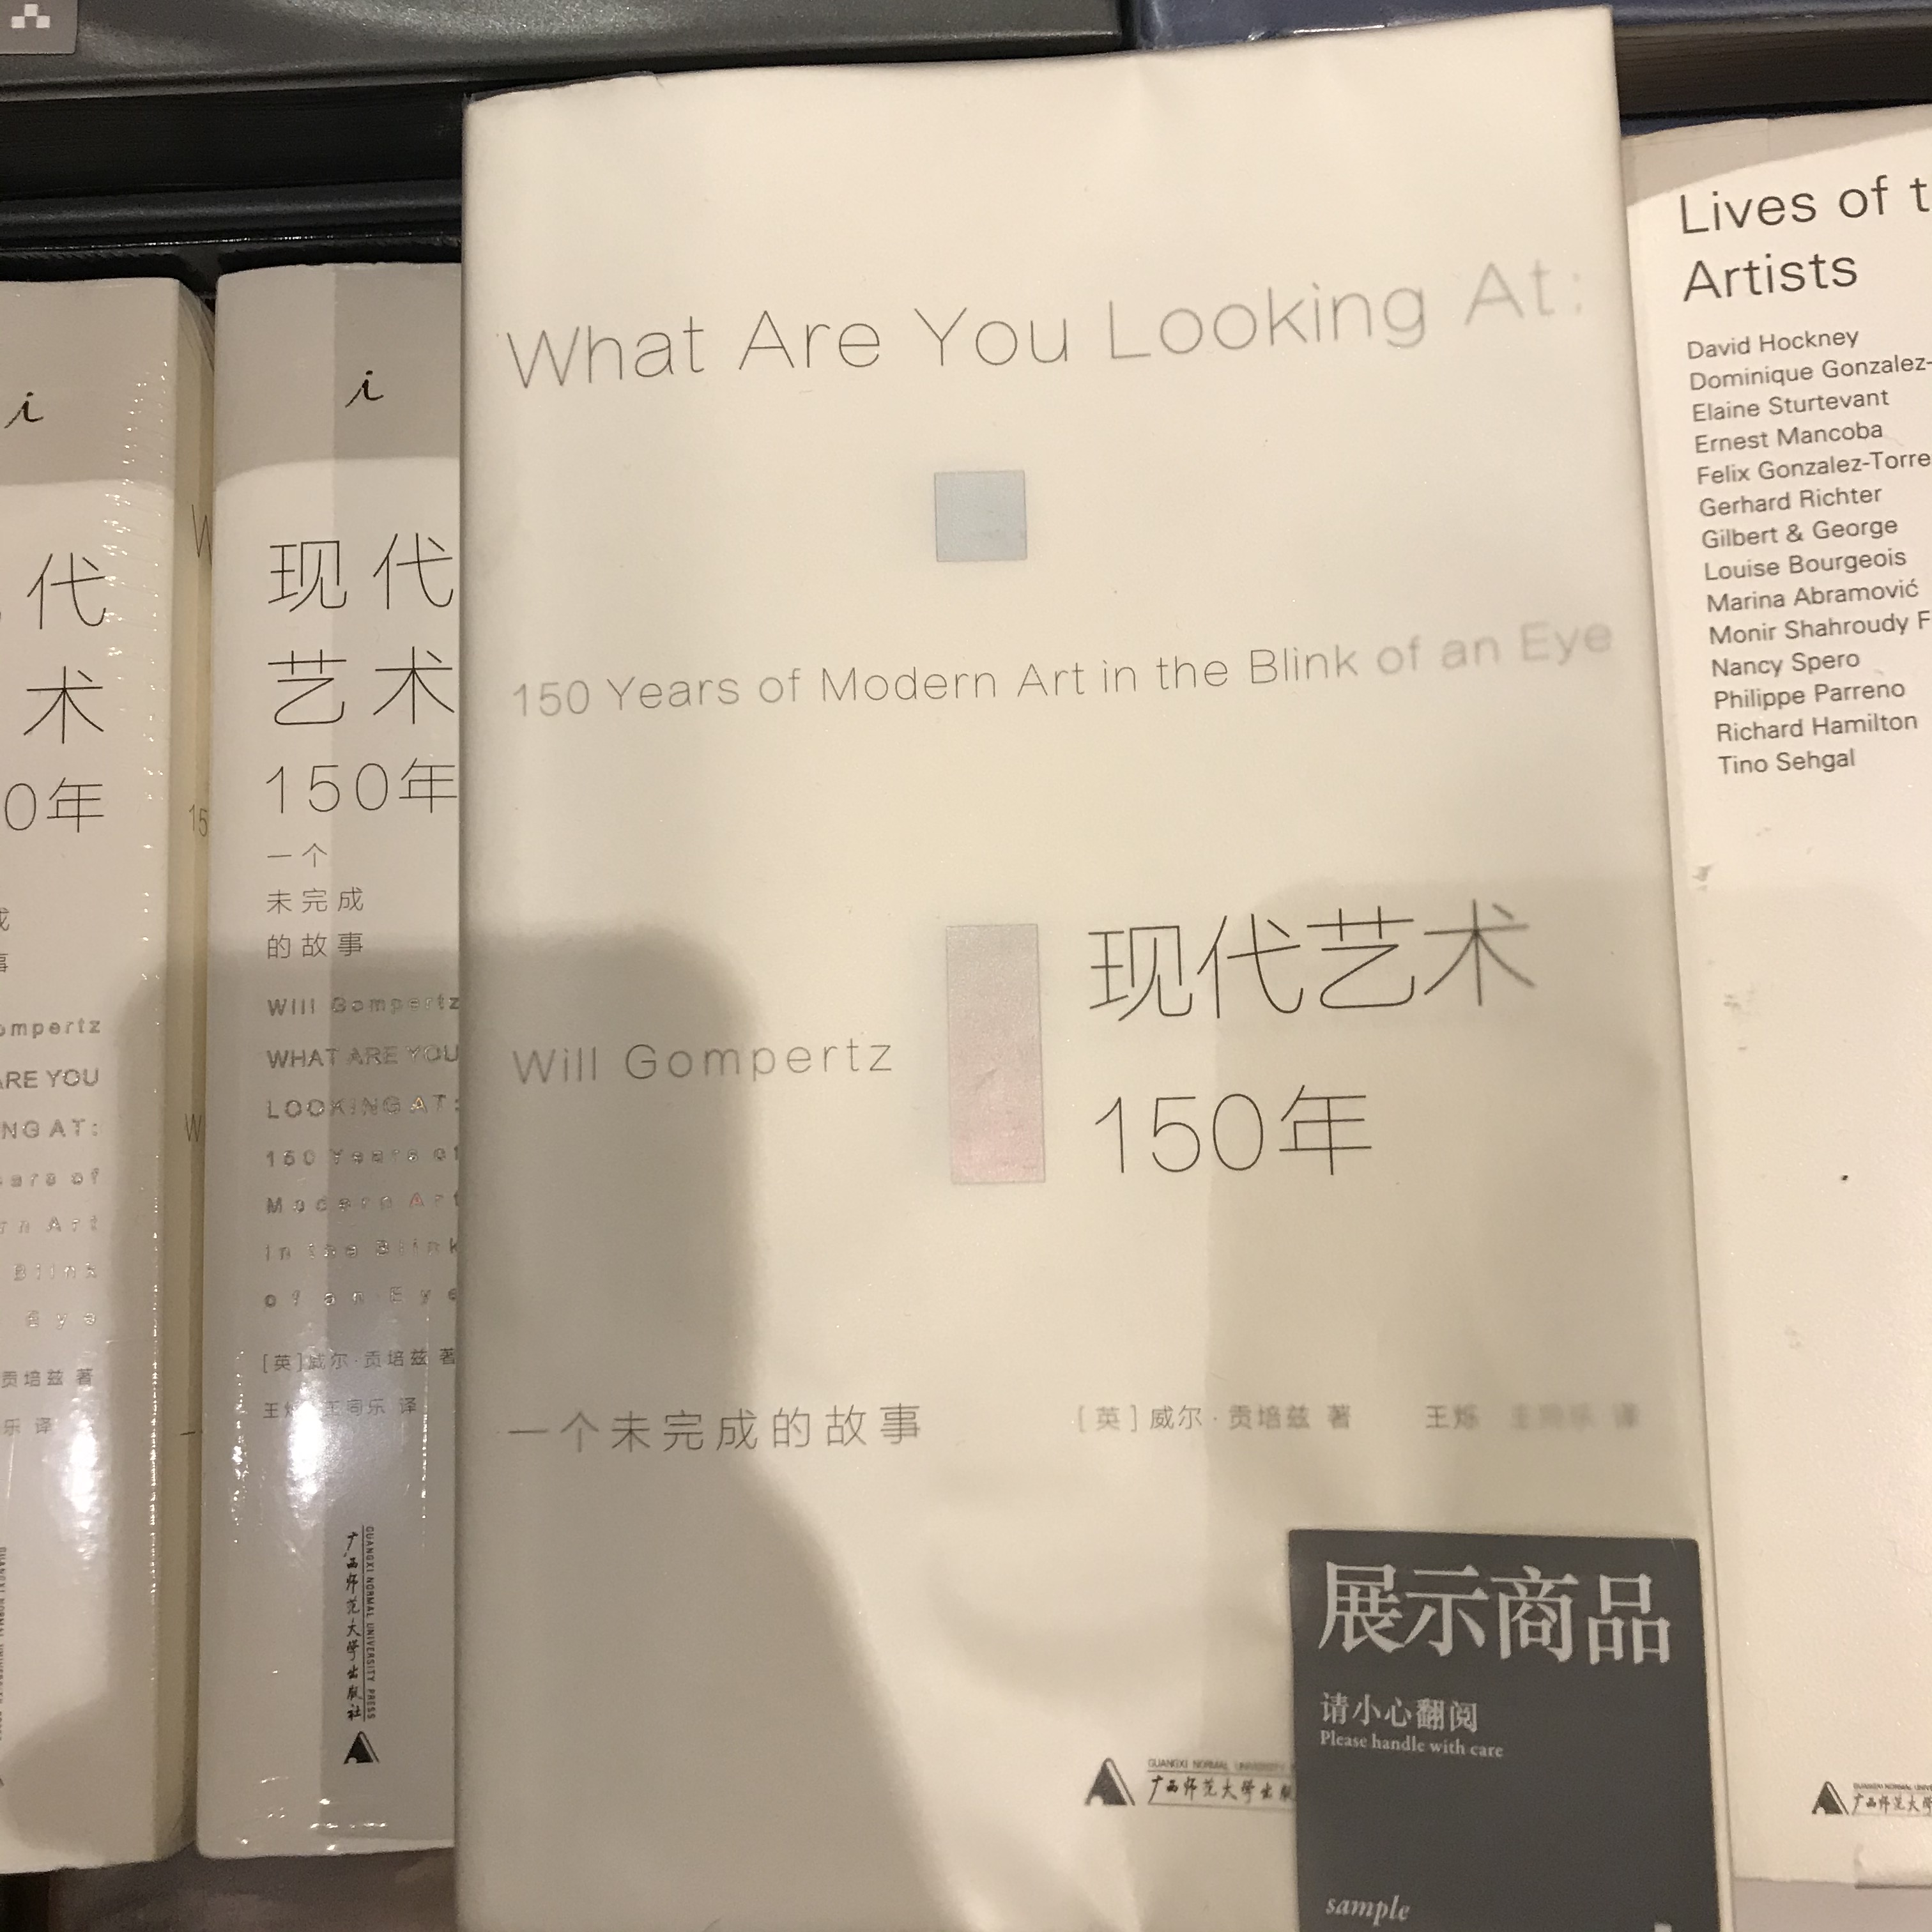 i
代
术
0年
ompertz
ARE YOU
NG AT:
ears of
rn Art
Blink
Eye
贡培兹 著
乐 译
i
现代
艺术
150年
一个
未完成
的故事
Will Gompertz
WHAT ARE YOU
LOOKING AT:
150 Years of
Modern Art
in the Blink
of an Eye
[英]威尔·贡培兹 著
王烁 王同乐 译
广西师范大学出版社
GUANGXI NORMAL UNIVERSITY PRESS
What Are You Looking At:
150 Years of Modern Art in the Blink of an Eye
Will Gompertz
现代艺术
150年
一个未完成的故事
[英]威尔·贡培兹 著 王烁 王同乐 译
GUANGXI NORMAL UNIVERSITY
广西师范大学出版
展示商品
请小心翻阅
Please handle with care
sample
Lives of t
Artists
David Hockney
Dominique Gonzalez-
Elaine Sturtevant
Ernest Mancoba
Felix Gonzalez-Torre
Gerhard Richter
Gilbert & George
Louise Bourgeois
Marina Abramović
Monir Shahroudy F
Nancy Spero
Philippe Parreno
Richard Hamilton
Tino Sehgal
GUANGXI NORMAL UNIVE
广西师范大学